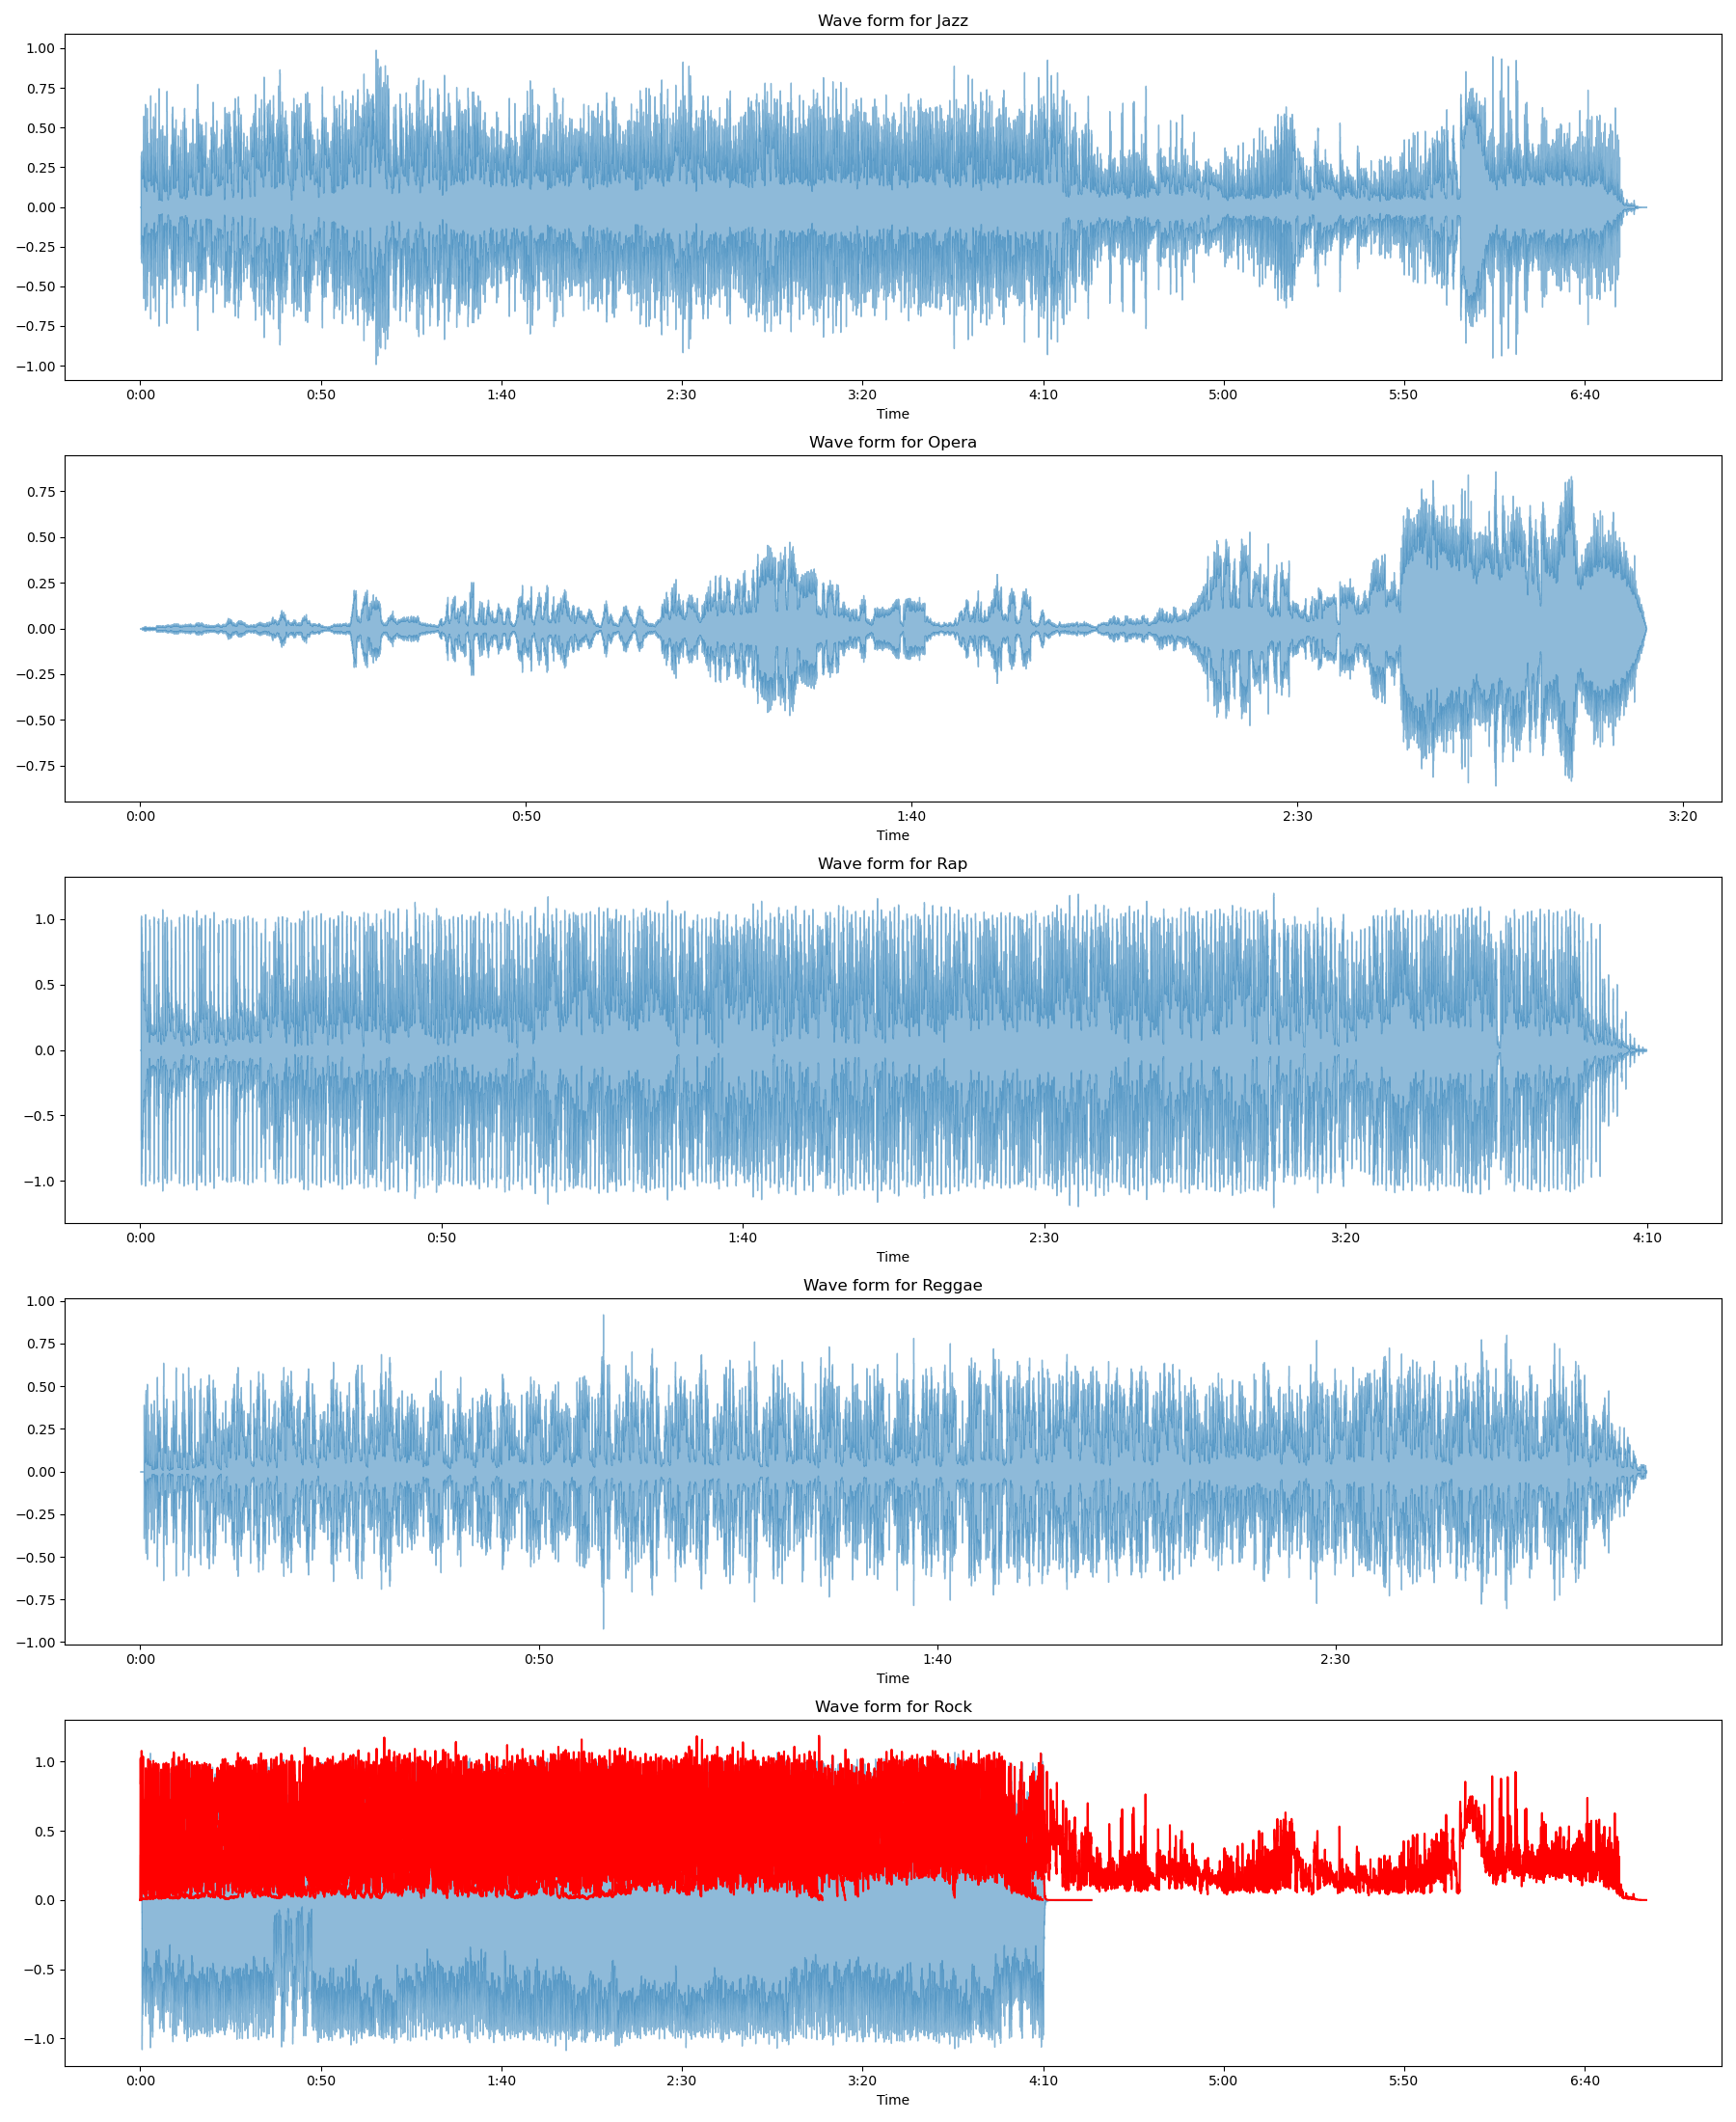 Wave form for Jazz
1.00
0.75
0.50
0.25
0.00
−0.25
−0.50
−0.75
−1.00
0:00 0:50 1:40 2:30 3:20 4:10 5:00 5:50 6:40
Time
Wave form for Opera
0.75
0.50
0.25
0.00
−0.25
−0.50
−0.75
0:00 0:50 1:40 2:30 3:20
Time
Wave form for Rap
1.0
0.5
0.0
−0.5
−1.0
0:00 0:50 1:40 2:30 3:20 4:10
Time
Wave form for Reggae
1.00
0.75
0.50
0.25
0.00
−0.25
−0.50
−0.75
−1.00
0:00 0:50 1:40 2:30
Time
Wave form for Rock
1.0
0.5
0.0
−0.5
−1.0
0:00 0:50 1:40 2:30 3:20 4:10 5:00 5:50 6:40
Time